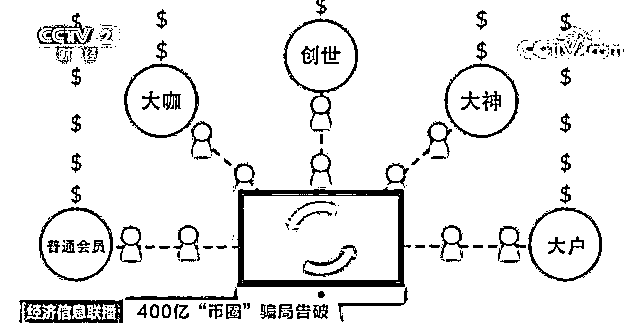 CCTV 2
财经
cctv.com
创世
大咖
大神
普通会员
大户
经济信息联播
400亿“币圈”骗局告破
$ $ $ $ $ $
$ $
$
$ $
$ $ $ $ $ $